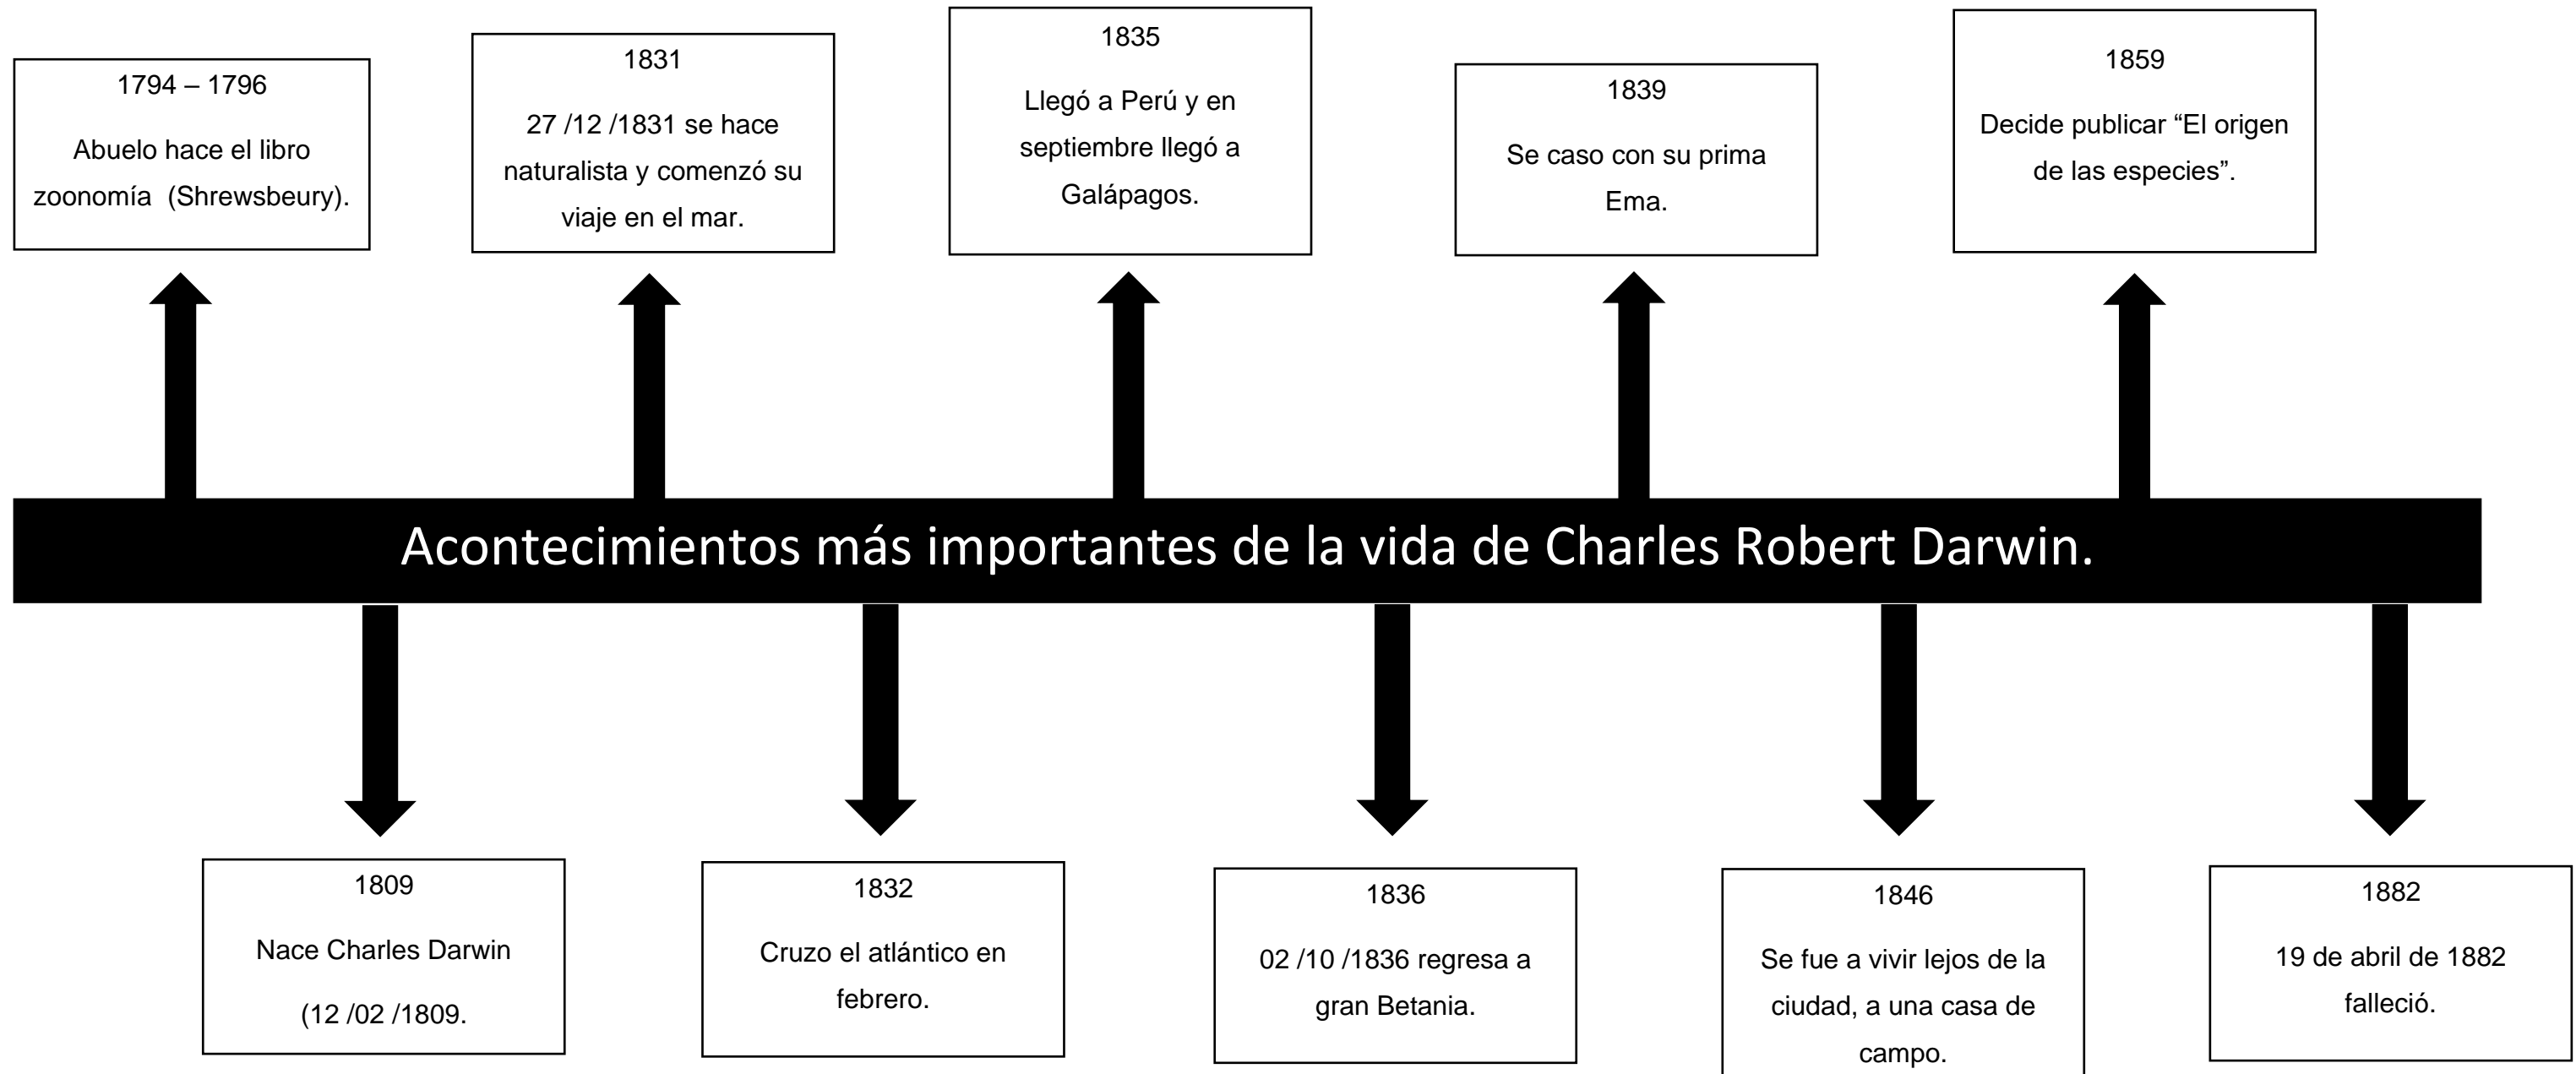 1794 – 1796
Abuelo hace el libro
zoonomía  (Shrewsbeury).
1831
27 /12 /1831 se hace
naturalista y comenzó su
viaje en el mar.
1835
Llegó a Perú y en
septiembre llegó a
Galápagos.
1839
Se caso con su prima
Ema.
1859
Decide publicar “El origen
de las especies”.
Acontecimientos más importantes de la vida de Charles Robert Darwin.
1809
Nace Charles Darwin
(12 /02 /1809.
1832
Cruzo el atlántico en
febrero.
1836
02 /10 /1836 regresa a
gran Betania.
1846
Se fue a vivir lejos de la
ciudad, a una casa de
campo.
1882
19 de abril de 1882
falleció.